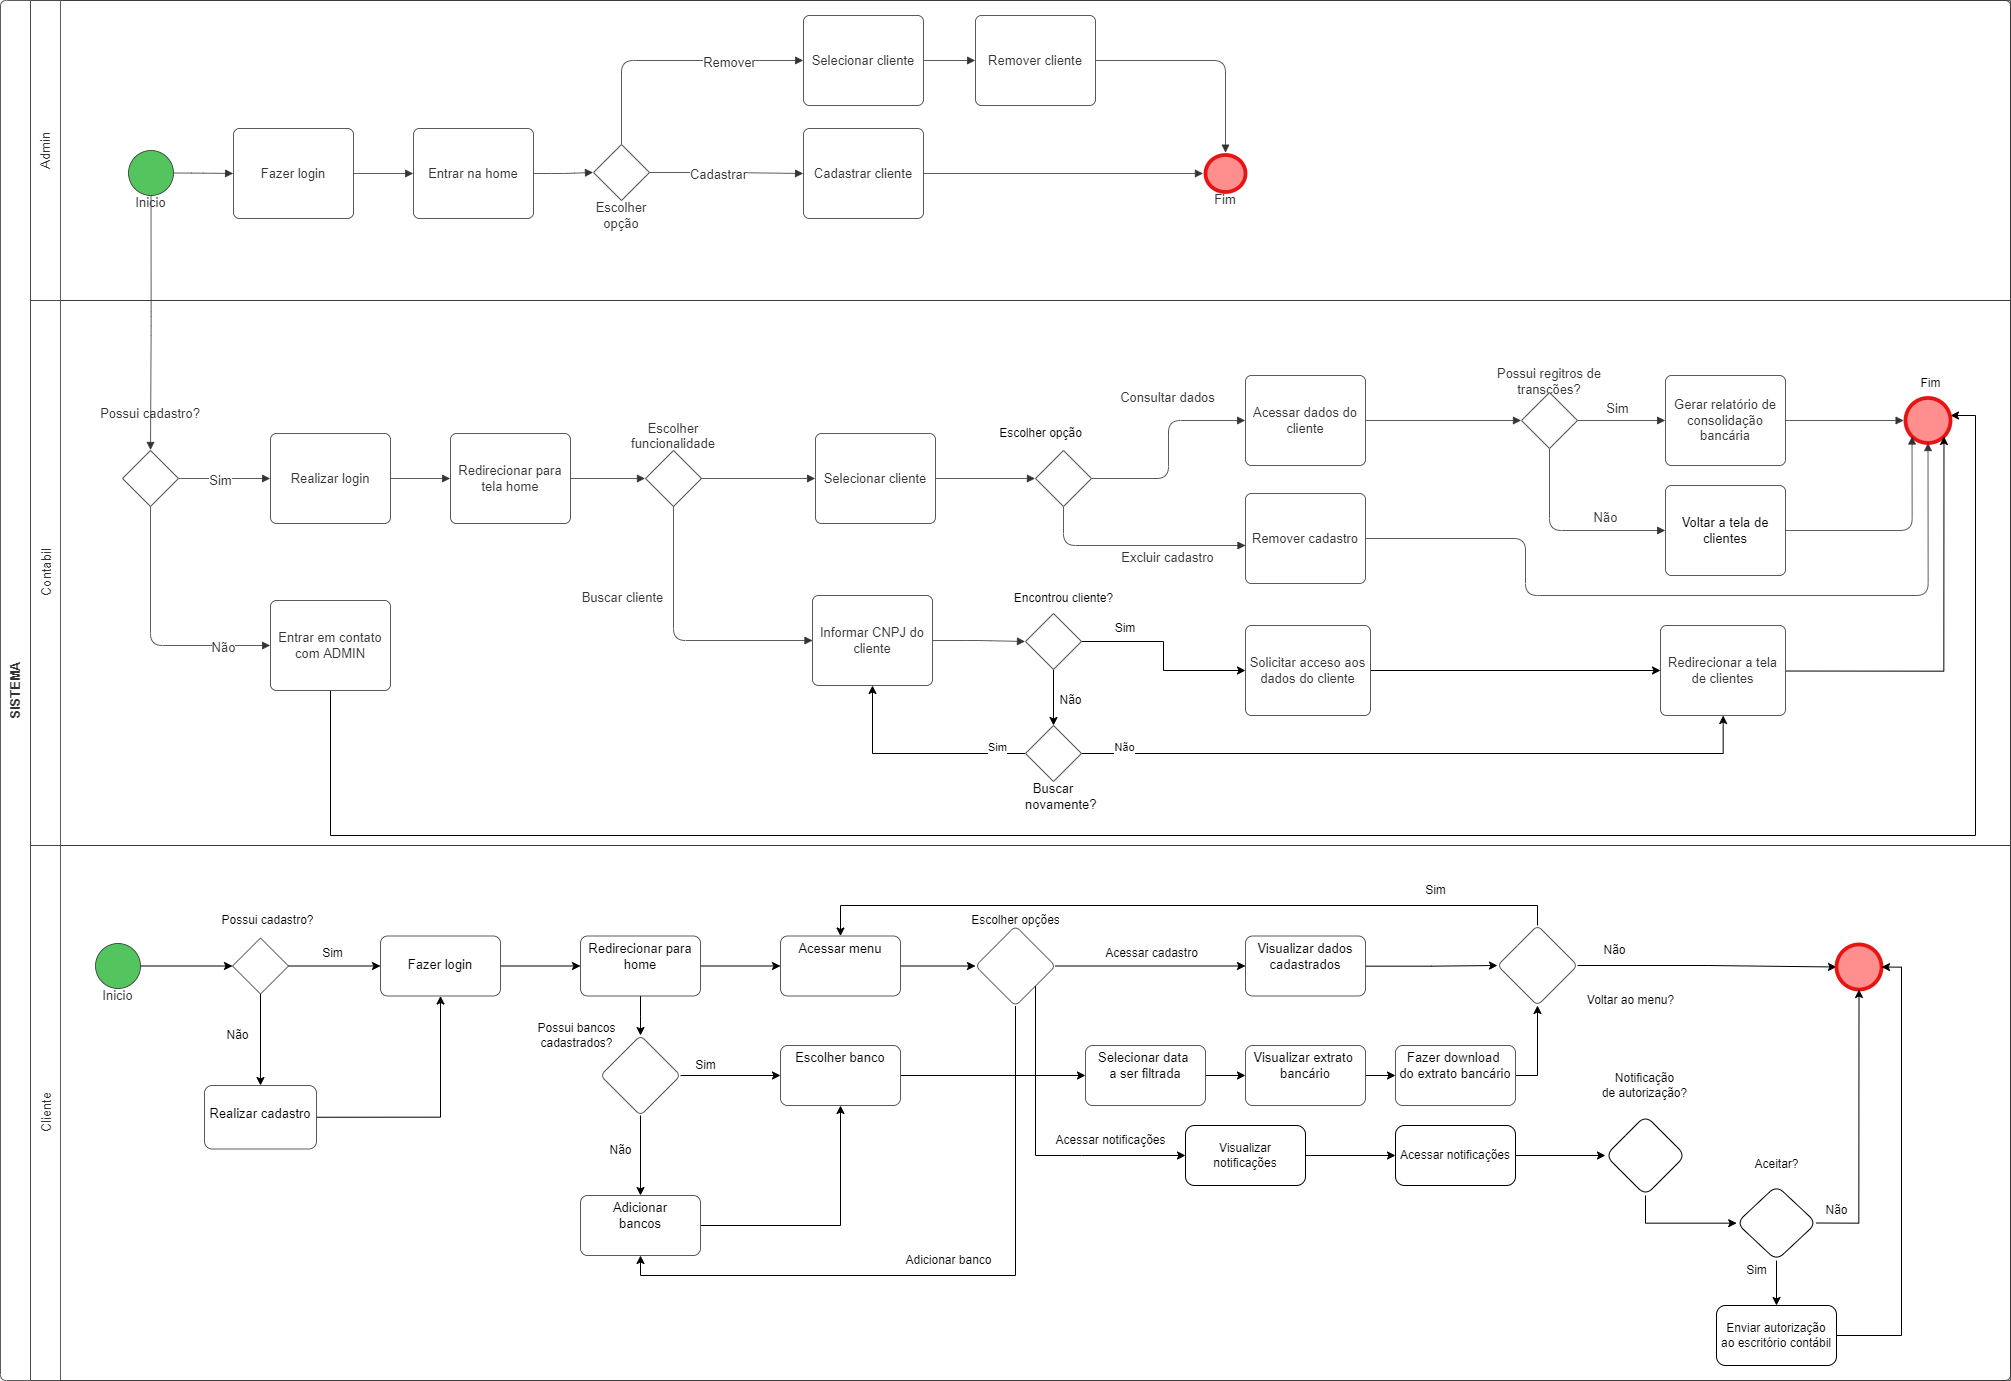 SISTEMA
Admin
Remover
Selecionar cliente
Remover cliente
Inicio
Fazer login
Entrar na home
Escolher
opção
Cadastrar
Cadastrar cliente
Fim
Contabil
Possui cadastro?
Sim
Realizar login
Redirecionar para
tela home
Escolher
funcionalidade
Selecionar cliente
Escolher opção
Consultar dados
Acessar dados do
cliente
Possui regitros de
transções?
Sim
Gerar relatório de
consolidação
bancária
Fim
Não
Voltar a tela de
clientes
Excluir cadastro
Remover cadastro
Não
Entrar em contato
com ADMIN
Buscar cliente
Informar CNPJ do
cliente
Encontrou cliente?
Sim
Solicitar acceso aos
dados do cliente
Redirecionar a tela
de clientes
Não
Sim
Não
Buscar
novamente?
Cliente
Inicio
Possui cadastro?
Sim
Fazer login
Redirecionar para
home
Acessar menu
Escolher opções
Acessar cadastro
Visualizar dados
cadastrados
Sim
Não
Voltar ao menu?
Não
Realizar cadastro
Possui bancos
cadastrados?
Sim
Escolher banco
Selecionar data
a ser filtrada
Visualizar extrato
bancário
Fazer download
do extrato bancário
Não
Adicionar
bancos
Adicionar banco
Acessar notificações
Visualizar
notificações
Acessar notificações
Notificação
de autorização?
Aceitar?
Não
Sim
Enviar autorização
ao escritório contábil